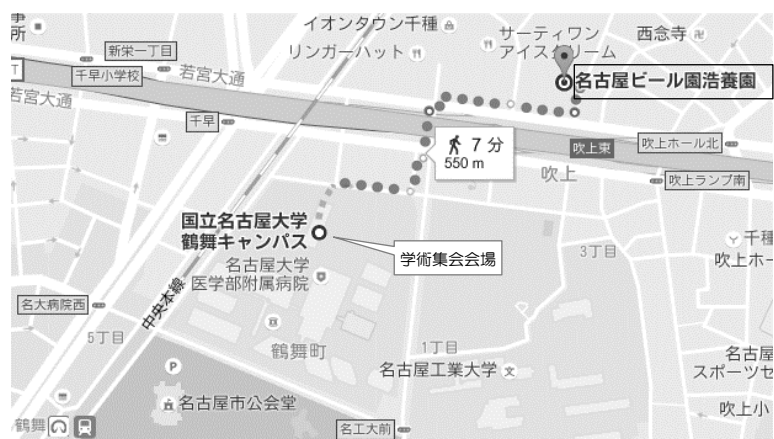 事
所
新栄一丁目
千早小学校
若宮大通
若宮大通
千早
イオンタウン千種
リンガーハット
サーティワン
アイスクリーム
西念寺
名古屋ビール園浩養園
7 分
550 m
吹上東
吹上ホール北
吹上
吹上ランプ南
国立名古屋大学
鶴舞キャンパス
学術集会会場
名古屋大学
医学部附属病院
3丁目
千種
吹上ホー
名大病院西
中央本線
5丁目
鶴舞町
1丁目
名古屋工業大学
文
名古屋
スポーツセ
P
名古屋市公会堂
吹上小
鶴舞
名工大前